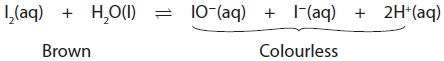 I₂(aq) + H₂O(l) ⇌ IO⁻(aq) + I⁻(aq) + 2H⁺(aq)
Brown Colourless